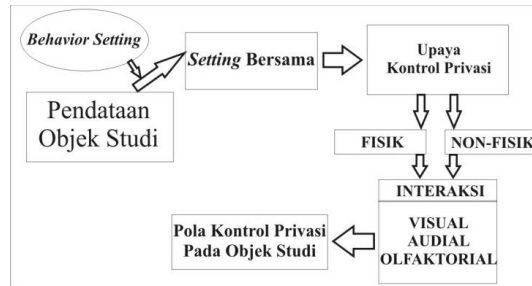 Behavior Setting
Pendataan
Objek Studi
Setting Bersama
Upaya
Kontrol Privasi
FISIK
NON-FISIK
INTERAKSI
VISUAL
AUDIAL
OLFAKTORIAL
Pola Kontrol Privasi
Pada Objek Studi